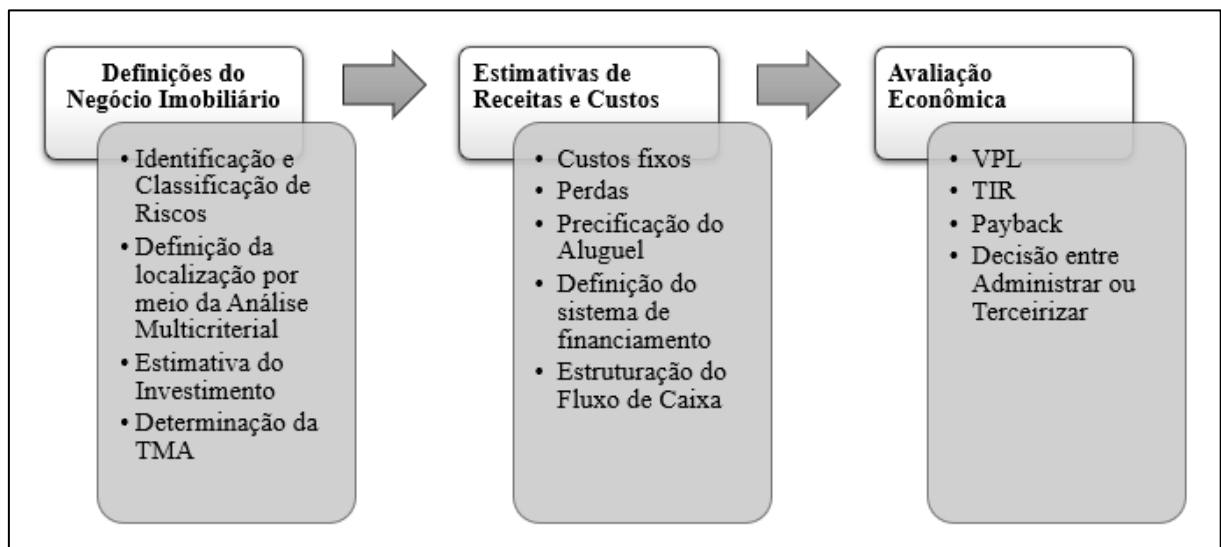 Definições do
Negócio Imobiliário
• Identificação e
Classificação de
Riscos
• Definição da
localização por
meio da Análise
Multicriterial
• Estimativa do
Investimento
• Determinação da
TMA
Estimativas de
Receitas e Custos
• Custos fixos
• Perdas
• Precificação do
Aluguel
• Definição do
sistema de
financiamento
• Estruturação do
Fluxo de Caixa
Avaliação
Econômica
• VPL
• TIR
• Payback
• Decisão entre
Administrar ou
Terceirizar